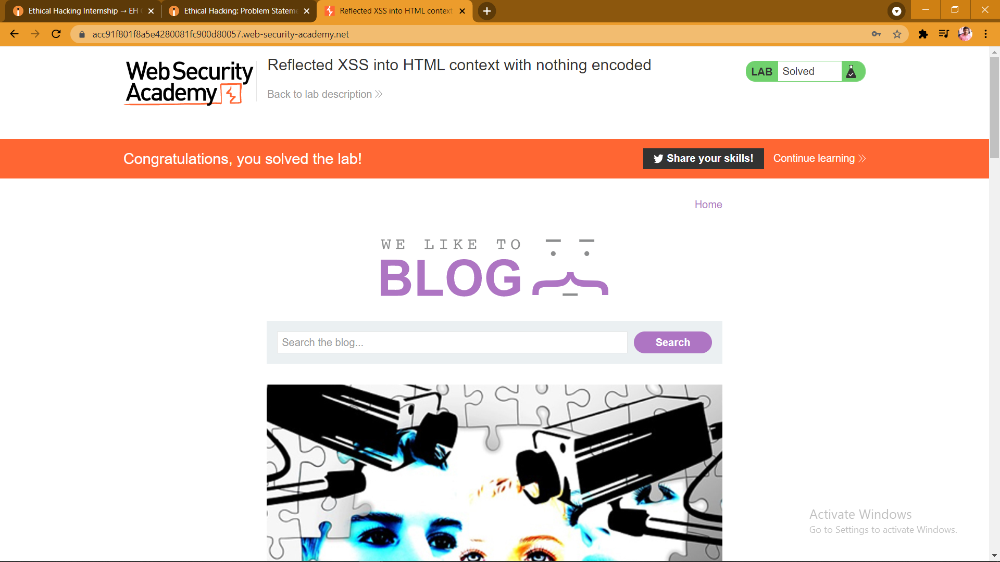 Ethical Hacking Internship → EH
Ethical Hacking: Problem Stateme
Reflected XSS into HTML context
acc91f801f8a5e4280081fc900d80057.web-security-academy.net
Web Security
Academy
Reflected XSS into HTML context with nothing encoded
Back to lab description
LAB Solved
Congratulations, you solved the lab!
Share your skills!
Continue learning
Home
WE LIKE TO
BLOG
Search the blog...
Search
Activate Windows
Go to Settings to activate Windows.